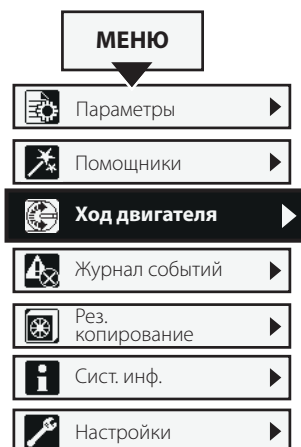 МЕНЮ
Параметры
Помощники
Ход двигателя
Журнал событий
Рез.
копирование
Сист. инф.
Настройки